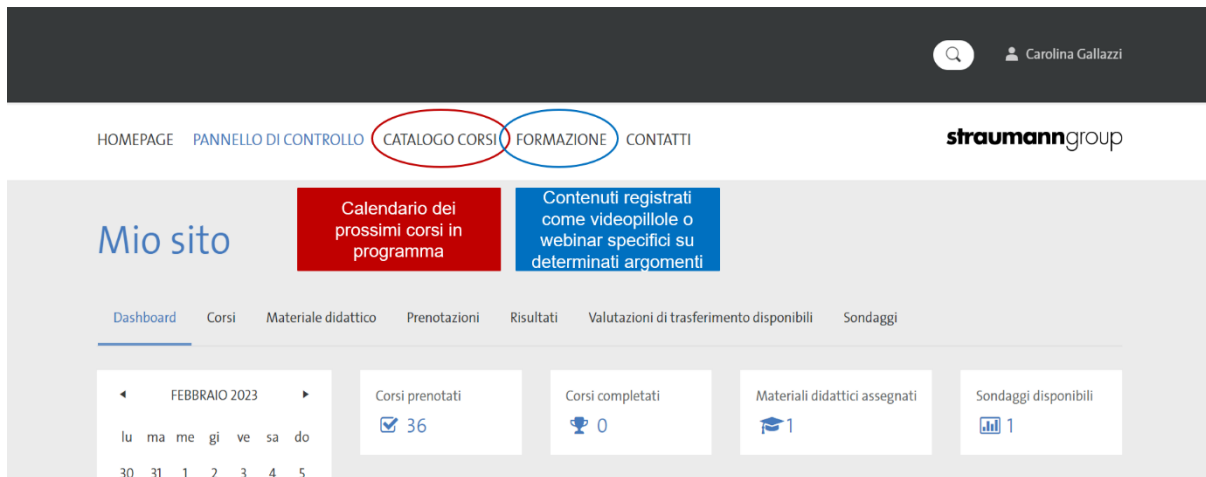 Carolina Gallazzi
HOMEPAGE PANNELLO DI CONTROLLO CATALOGO CORSI FORMAZIONE CONTATTI
straumanngroup
Mio sito
Calendario dei
prossimi corsi in
programma
Contenuti registrati
come videopillole o
webinar specifici su
determinati argomenti
Dashboard Corsi Materiale didattico Prenotazioni Risultati Valutazioni di trasferimento disponibili Sondaggi
FEBBRAIO 2023
lu ma me gi ve sa do
30 31 1 2 3 4 5
Corsi prenotati
36
Corsi completati
0
Materiali didattici assegnati
1
Sondaggi disponibili
1